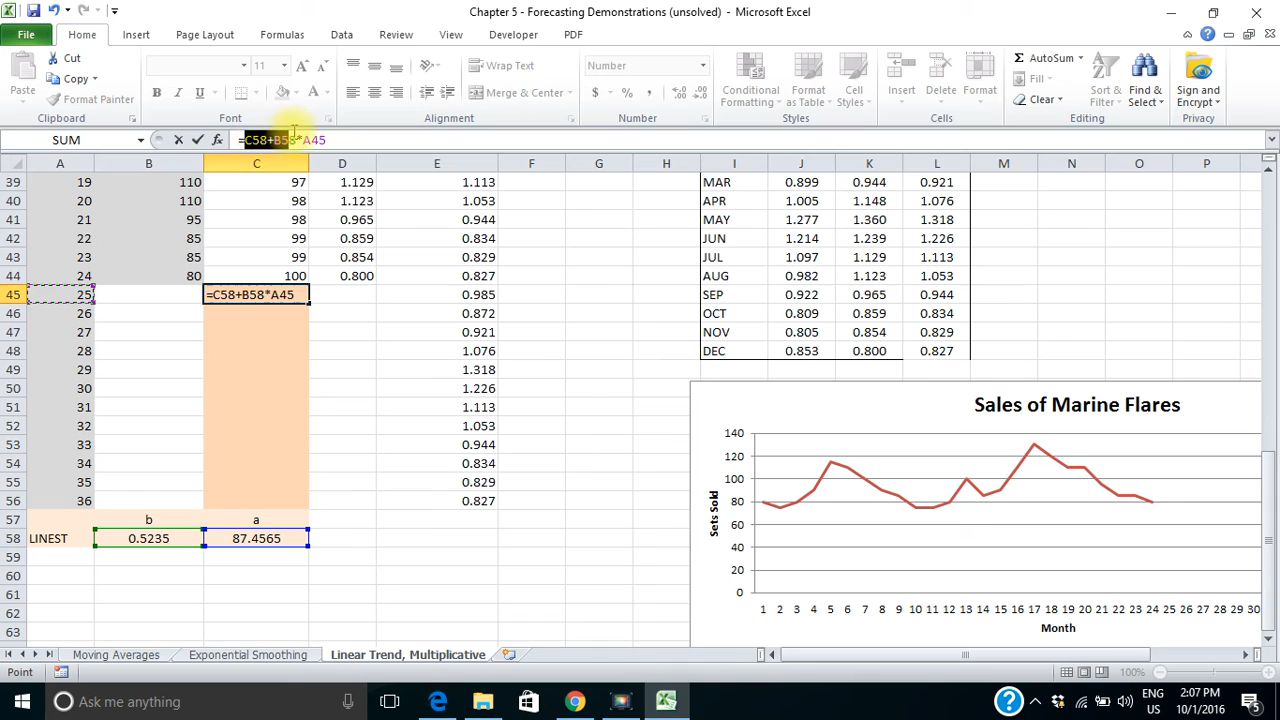 Chapter 5 - Forecasting Demonstrations (unsolved) - Microsoft Excel
File Home Insert Page Layout Formulas Data Review View Developer Foxit PDF
Paste Cut Copy Format Painter Clipboard
11 B I U A A A Font
Wrap Text Merge & Center Alignment
Number $ % , Number
Conditional Formatting Format as Table Cell Styles Styles
Insert Delete Format Cells
Σ AutoSum Fill Clear Sort & Filter Find & Select Editing
Sign and Encrypt Privacy
SUM fx =C58+B58*A45
A B C D E F G H I J K L M N O P
39 19 110 97 1.129 1.113 MAR 0.899 0.944 0.921
40 20 110 98 1.123 1.053 APR 1.005 1.148 1.076
41 21 95 98 0.965 0.944 MAY 1.277 1.360 1.318
42 22 85 99 0.859 0.834 JUN 1.214 1.239 1.226
43 23 85 99 0.854 0.829 JUL 1.097 1.129 1.113
44 24 80 100 0.800 0.827 AUG 0.982 1.123 1.053
45 25 =C58+B58*A45 0.985 SEP 0.922 0.965 0.944
46 26 0.872 OCT 0.809 0.859 0.834
47 27 0.921 NOV 0.805 0.854 0.829
48 28 1.076 DEC 0.853 0.800 0.827
49 29 1.318
50 30 1.226
51 31 1.113
52 32 1.053
53 33 0.944
54 34 0.834
55 35 0.829
56 36 0.827
57 b a
58 LINEST 0.5235 87.4565
59
60
61
62
63
Sales of Marine Flares
140
120
100
80
60
40
20
0
Sets Sold
1 2 3 4 5 6 7 8 9 10 11 12 13 14 15 16 17 18 19 20 21 22 23 24 25 26 27 28 29 30
Month
Moving Averages Exponential Smoothing Linear Trend, Multiplicative
Point 100%
Ask me anything
ENG 2:07 PM
US 10/1/2016 5